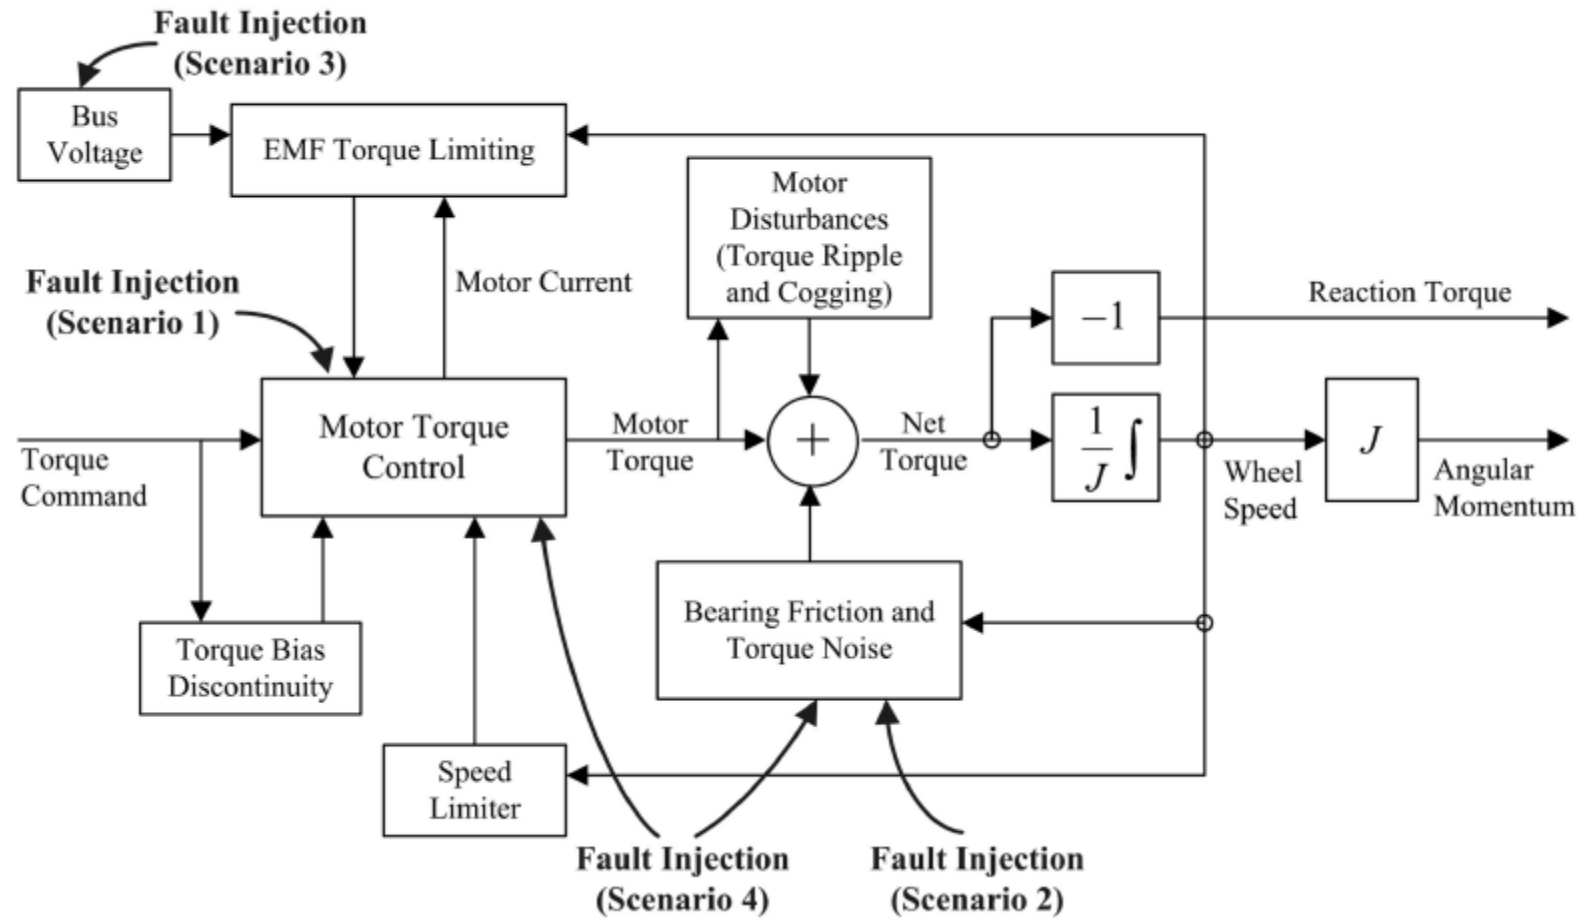 Fault Injection
(Scenario 3)
Bus
Voltage
EMF Torque Limiting
Motor
Disturbances
(Torque Ripple
and Cogging)
Fault Injection
(Scenario 1)
Motor Current
−1
Reaction Torque
Torque
Command
Motor Torque
Control
Motor
Torque
+
Net
Torque
1
J
∫
Wheel
Speed
J
Angular
Momentum
Torque Bias
Discontinuity
Bearing Friction and
Torque Noise
Speed
Limiter
Fault Injection
(Scenario 4)
Fault Injection
(Scenario 2)